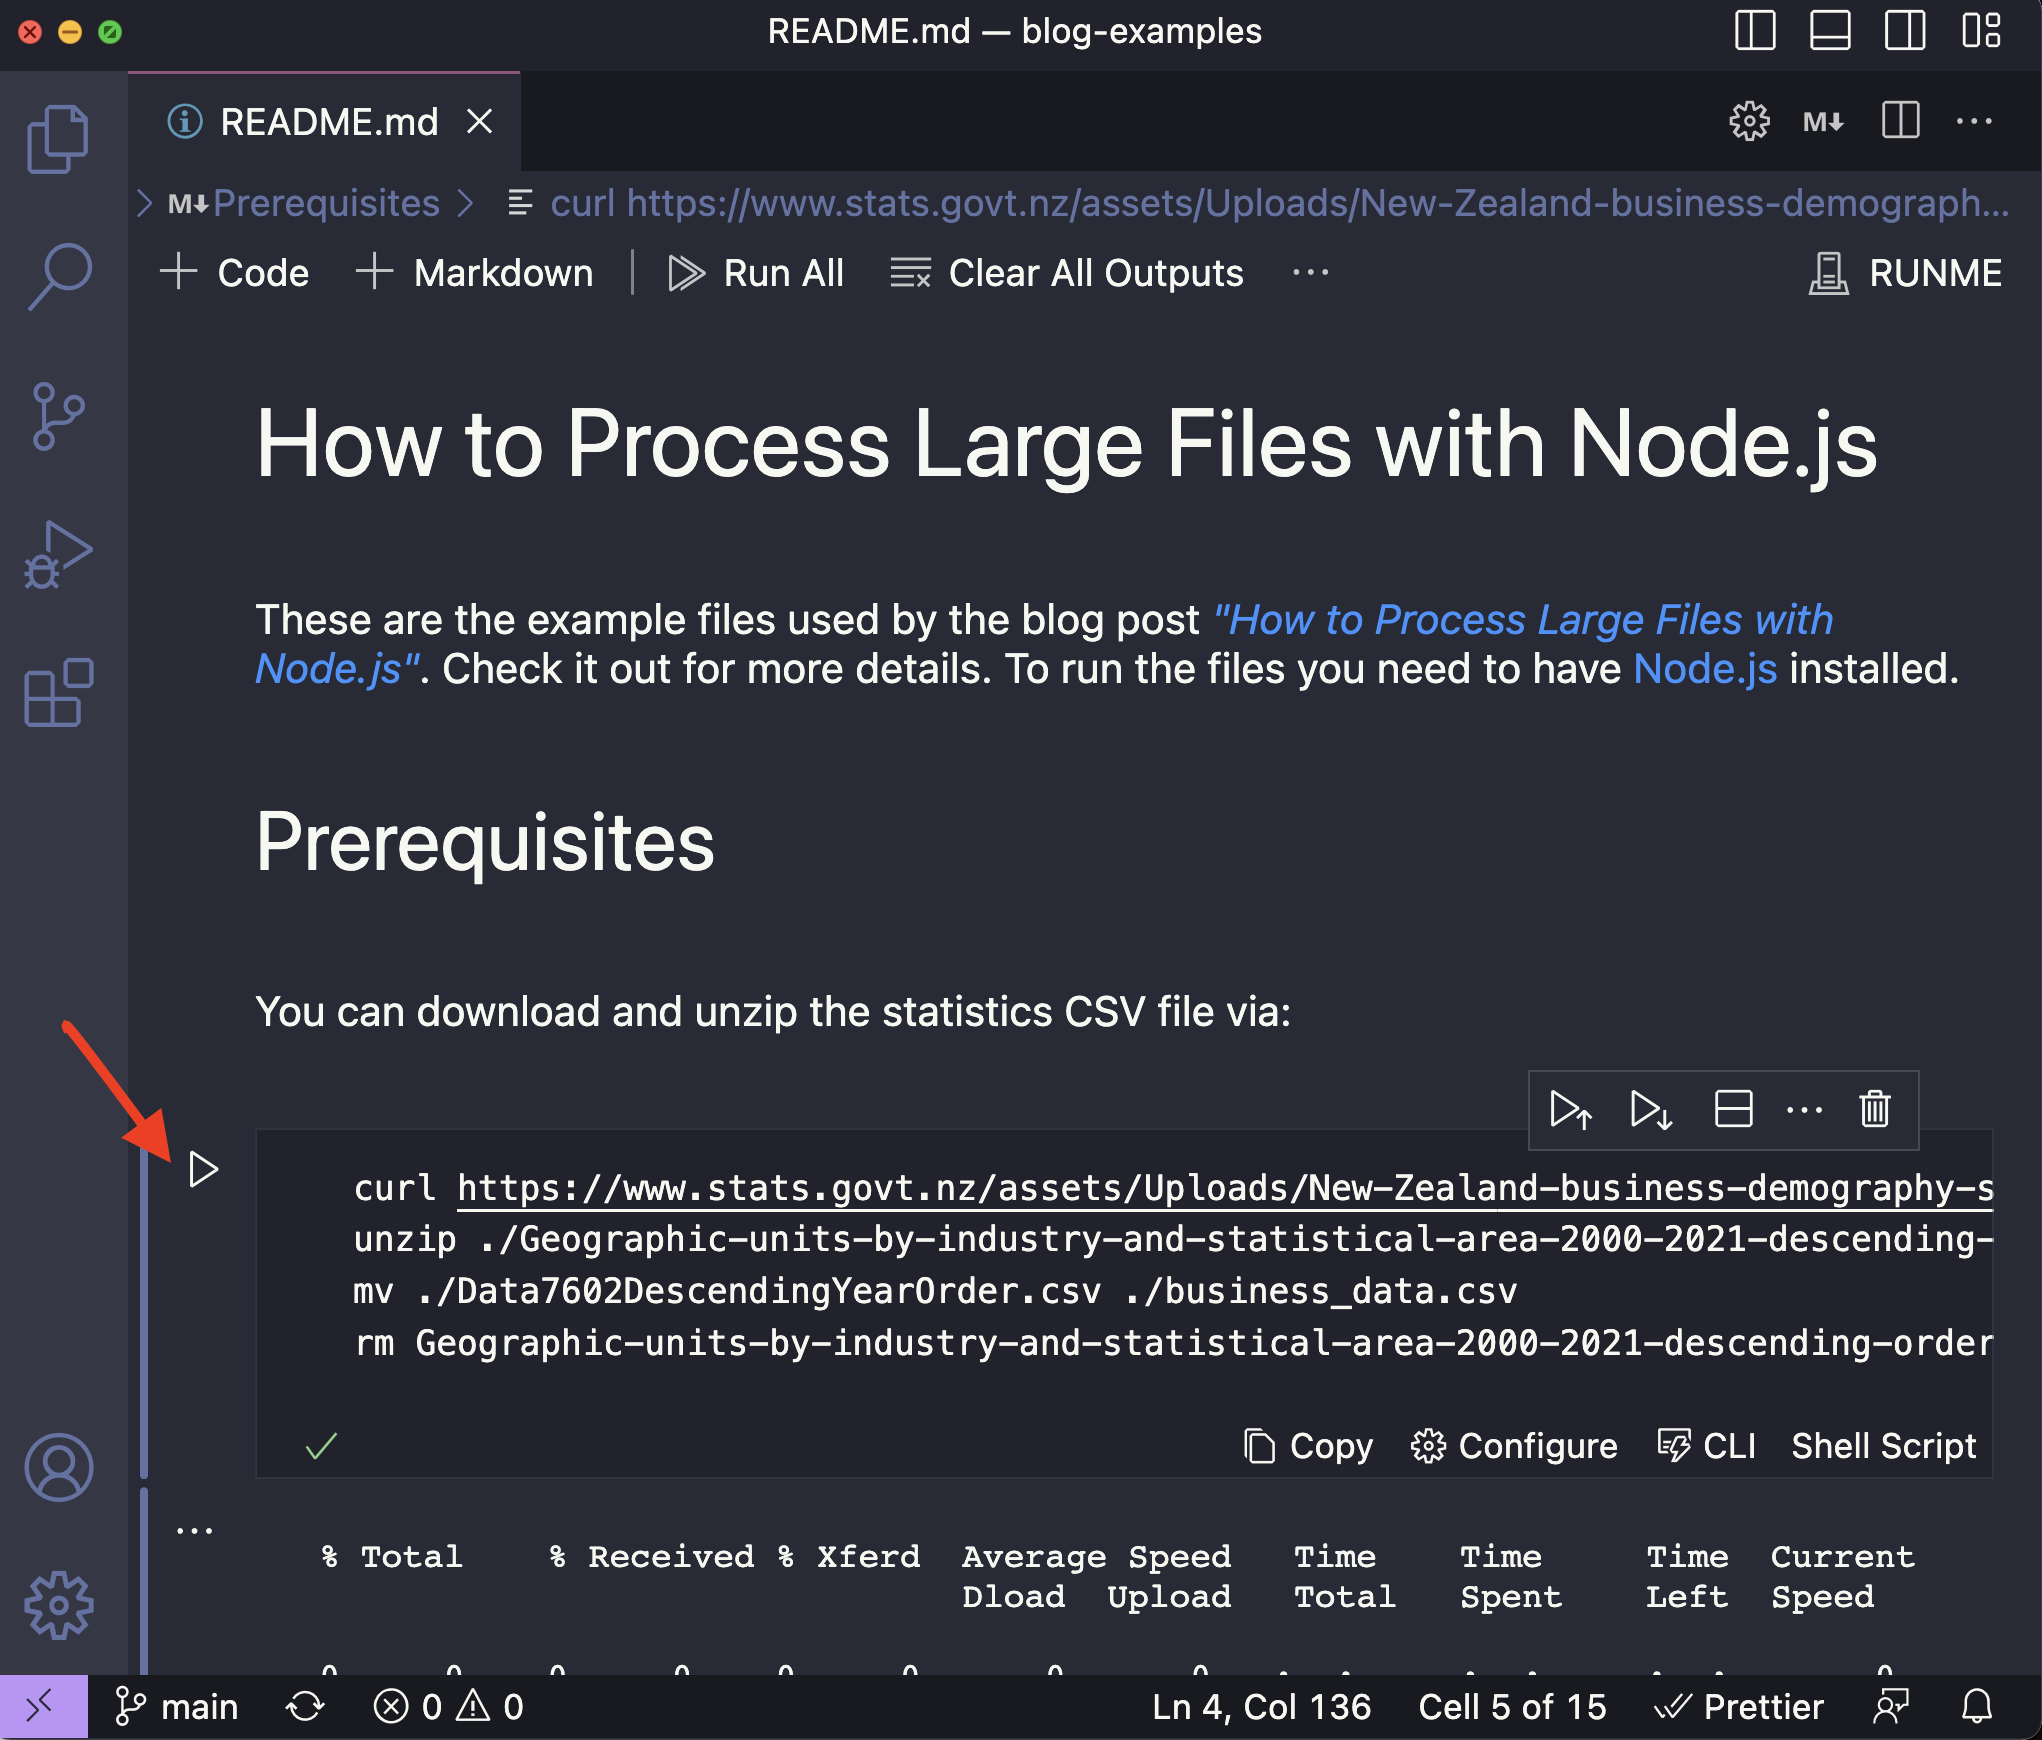 README.md — blog-examples
README.md
M↓ Prerequisites > curl https://www.stats.govt.nz/assets/Uploads/New-Zealand-business-demograph...
+ Code + Markdown Run All Clear All Outputs ... RUNME
How to Process Large Files with Node.js
These are the example files used by the blog post "How to Process Large Files with
Node.js". Check it out for more details. To run the files you need to have Node.js installed.
Prerequisites
You can download and unzip the statistics CSV file via:
curl https://www.stats.govt.nz/assets/Uploads/New-Zealand-business-demography-s
unzip ./Geographic-units-by-industry-and-statistical-area-2000-2021-descending-
mv ./Data7602DescendingYearOrder.csv ./business_data.csv
rm Geographic-units-by-industry-and-statistical-area-2000-2021-descending-order
Copy Configure CLI Shell Script
% Total % Received % Xferd Average Speed Time Time Time Current
Dload Upload Total Spent Left Speed
main 0 0 Ln 4, Col 136 Cell 5 of 15 Prettier